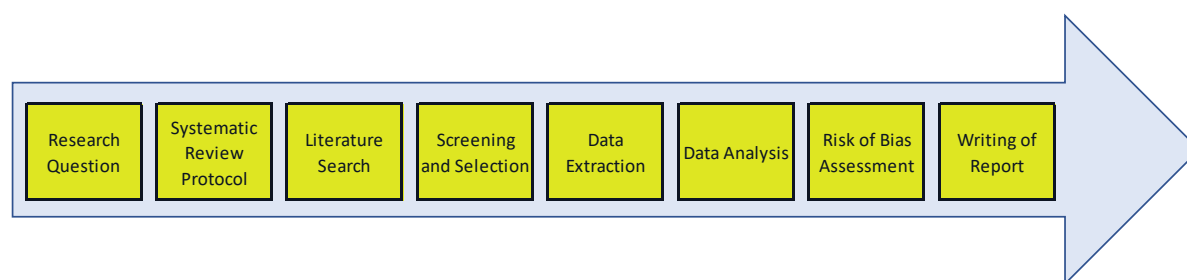 Research
Question
Systematic
Review
Protocol
Literature
Search
Screening
and Selection
Data
Extraction
Data Analysis
Risk of Bias
Assessment
Writing of
Report